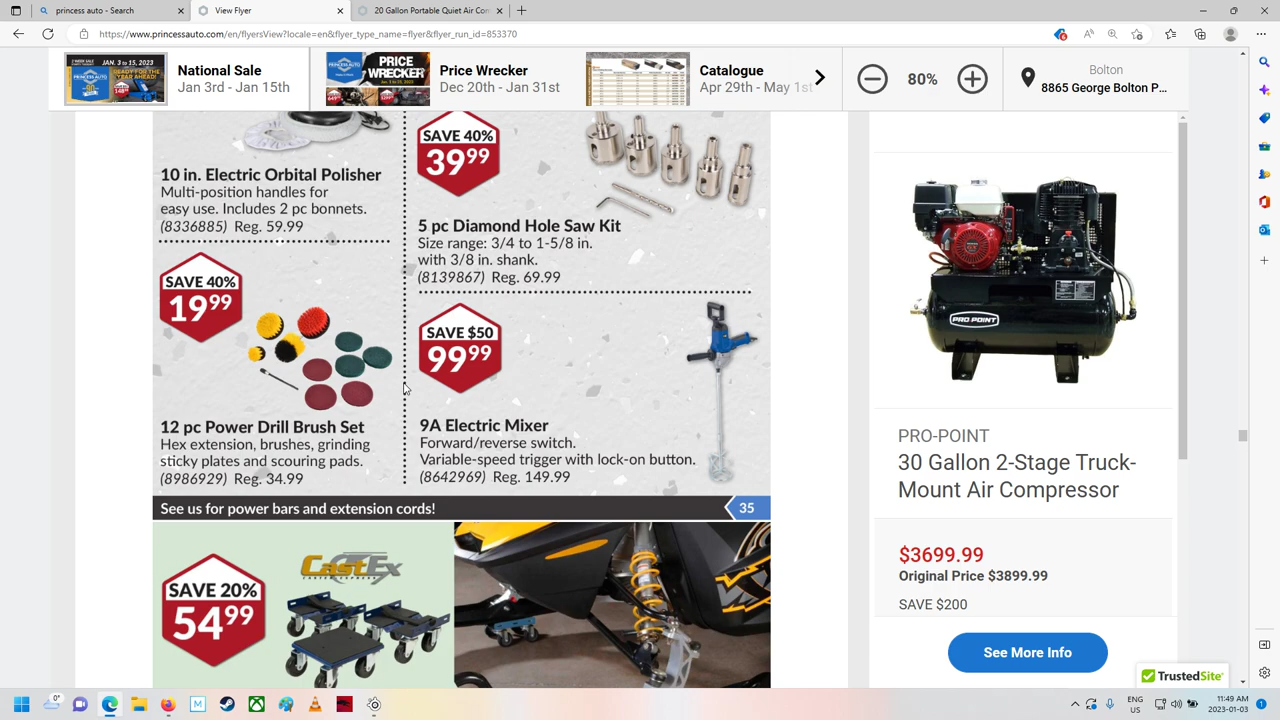 princess auto - Search
View Flyer
20 Gallon Portable Quiet Air Con
https://www.princessauto.com/en/flyersView?locale=en&flyer_type_name=flyer&flyer_run_id=853370
National Sale
Jan 3rd - Jan 15th
PRICE WRECKER
Price Wrecker
Dec 20th - Jan 31st
Catalogue
Apr 29th - May 1
80%
8865 George Bolton P...
10 in. Electric Orbital Polisher
Multi-position handles for
easy use. Includes 2 pc bonnets.
(8336885) Reg. 59.99
SAVE 40%
39.99
5 pc Diamond Hole Saw Kit
Size range: 3/4 to 1-5/8 in.
with 3/8 in. shank.
(8139867) Reg. 69.99
SAVE 40%
19.99
12 pc Power Drill Brush Set
Hex extension, brushes, grinding
sticky plates and scouring pads.
(8986929) Reg. 34.99
SAVE $50
99.99
9A Electric Mixer
Forward/reverse switch.
Variable-speed trigger with lock-on button.
(8642969) Reg. 149.99
See us for power bars and extension cords!
35
SAVE 20%
54.99
CastEx
PRO POINT
PRO-POINT
30 Gallon 2-Stage Truck-
Mount Air Compressor
$3699.99
Original Price $3899.99
SAVE $200
See More Info
TrustedSite
0°
ENG
US
11:49 AM
2023-01-03